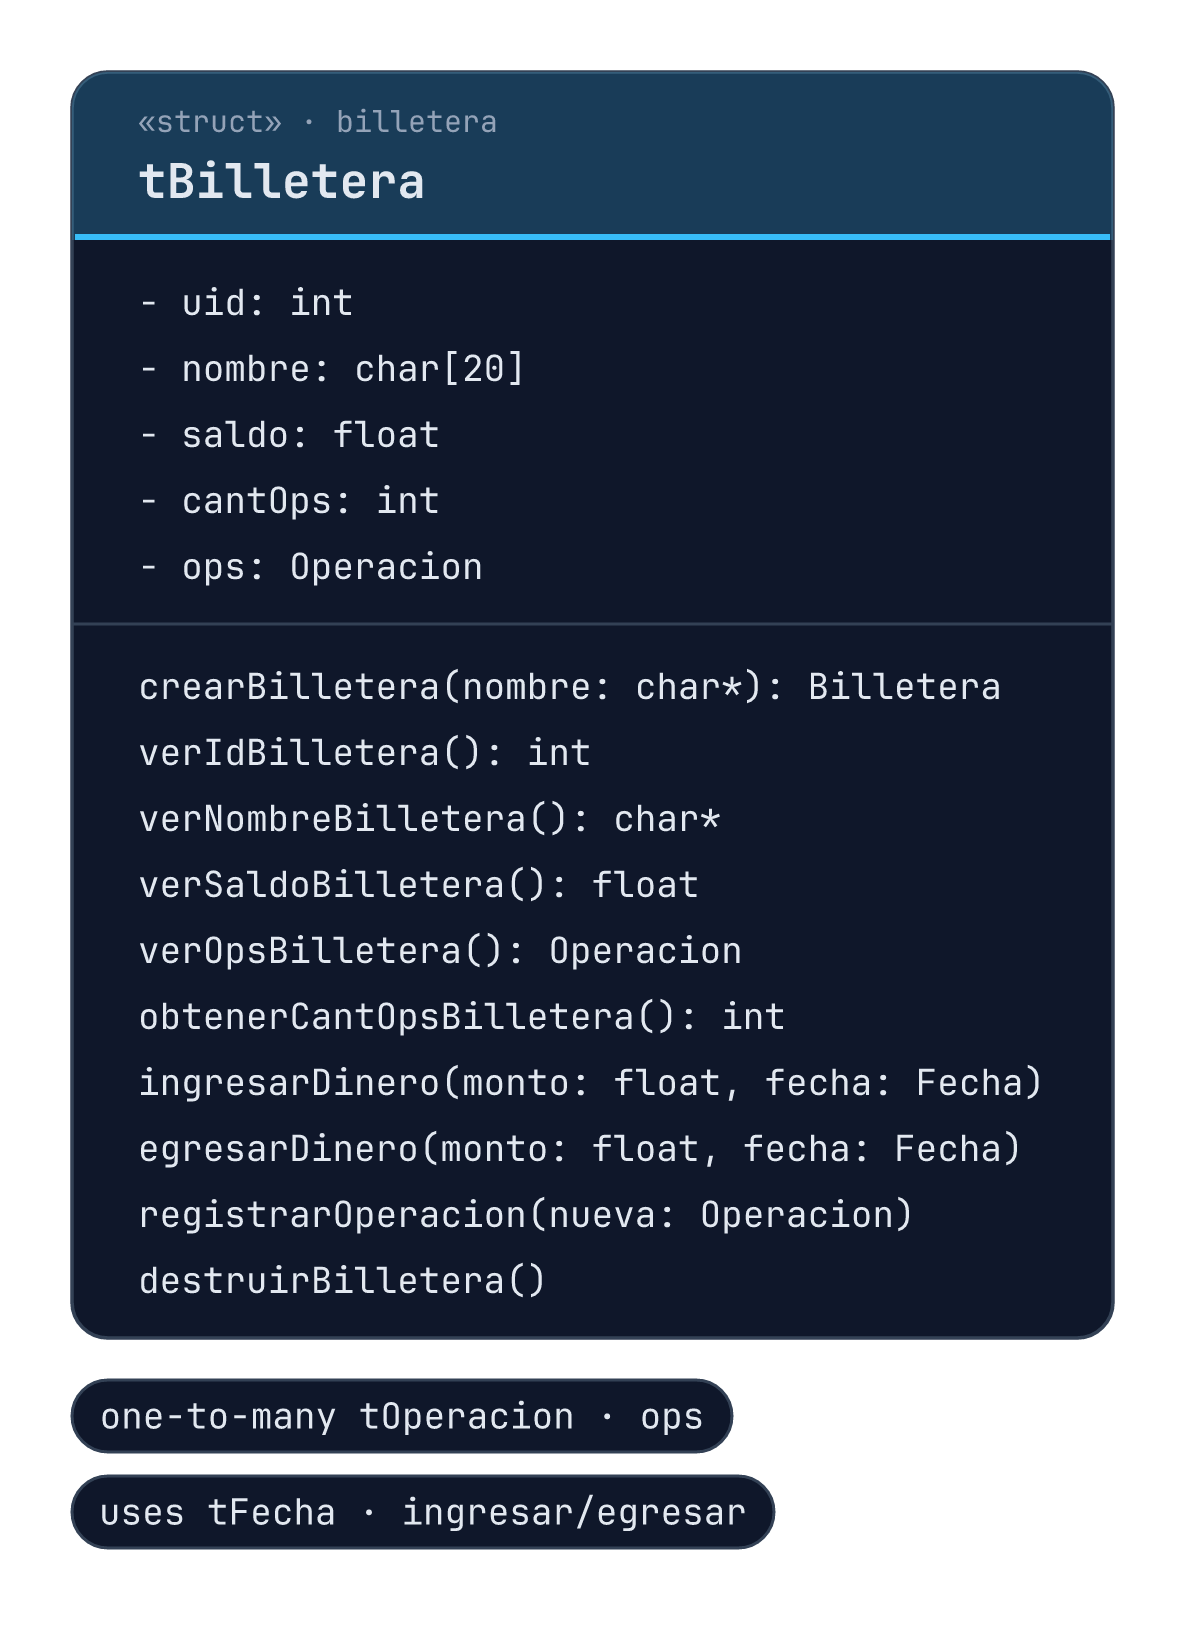 «struct» · billetera
tBilletera
- uid: int
- nombre: char[20]
- saldo: float
- cantOps: int
- ops: Operacion
crearBilletera(nombre: char*): Billetera
verIdBilletera(): int
verNombreBilletera(): char*
verSaldoBilletera(): float
verOpsBilletera(): Operacion
obtenerCantOpsBilletera(): int
ingresarDinero(monto: float, fecha: Fecha)
egresarDinero(monto: float, fecha: Fecha)
registrarOperacion(nueva: Operacion)
destruirBilletera()
one-to-many tOperacion · ops
uses tFecha · ingresar/egresar